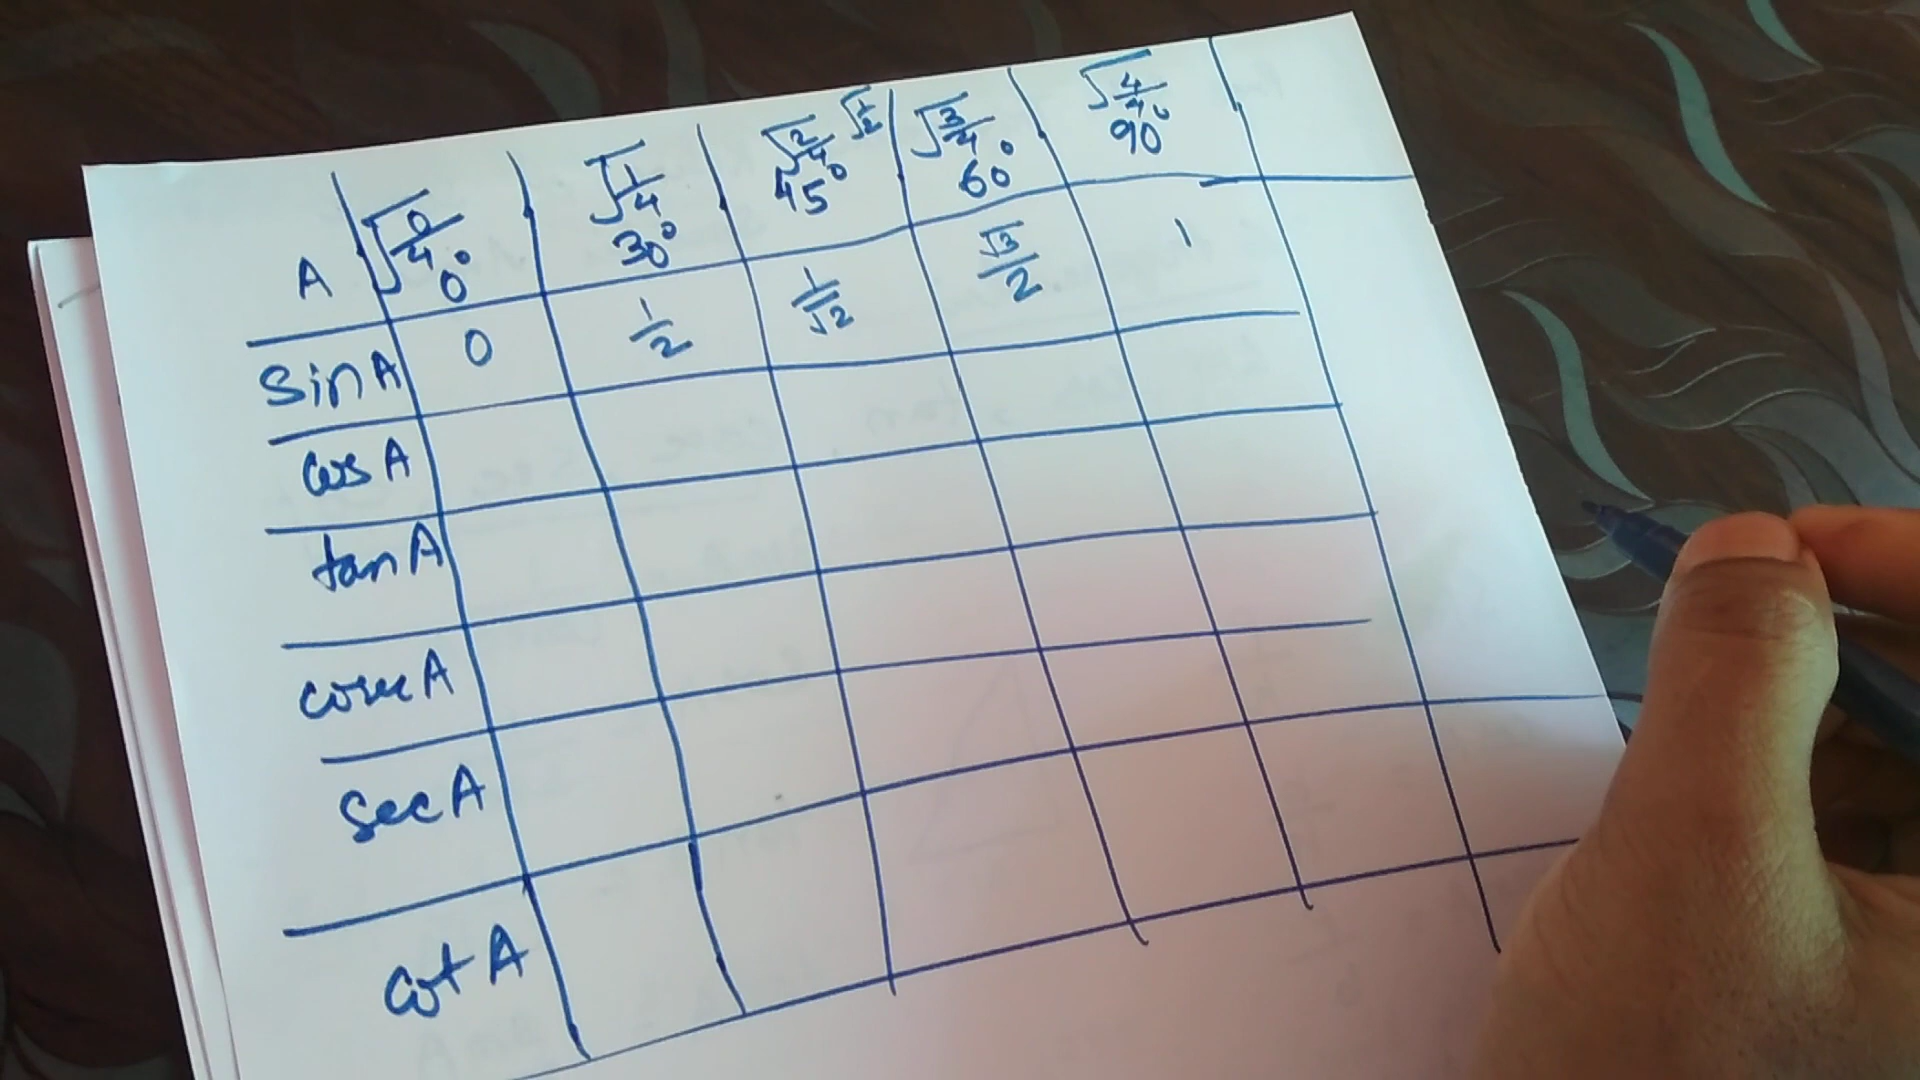 A √0/4 0° √1/4 30° √2/4 √1/2 45° √3/4 60° √4/4 90°
sin A 0 1/2 1/√2 √3/2 1
cos A
tan A
cosec A
sec A
cot A